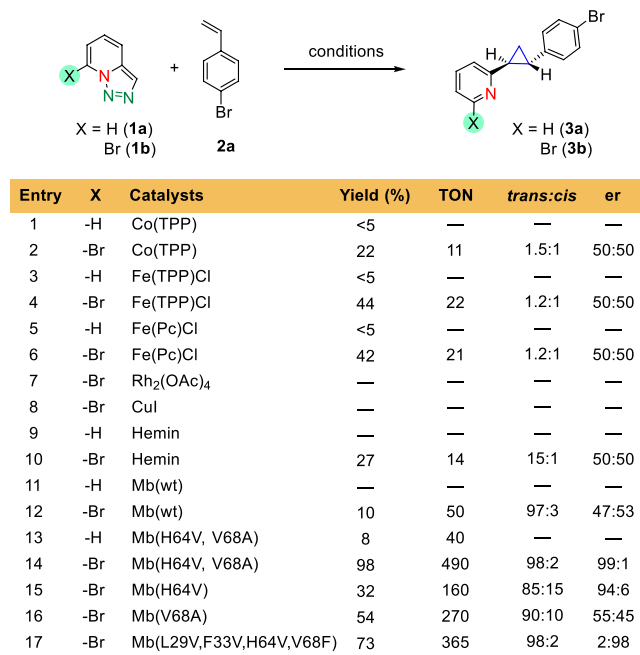 conditions
X
N
N
N
+
Br
H
H
N
X
Br
X = H (1a)
Br (1b)
2a
X = H (3a)
Br (3b)
Entry X Catalysts Yield (%) TON trans:cis er
1 -H Co(TPP) <5 — — —
2 -Br Co(TPP) 22 11 1.5:1 50:50
3 -H Fe(TPP)Cl <5 — — —
4 -Br Fe(TPP)Cl 44 22 1.2:1 50:50
5 -H Fe(Pc)Cl <5 — — —
6 -Br Fe(Pc)Cl 42 21 1.2:1 50:50
7 -Br Rh2(OAc)4 — — — —
8 -Br CuI — — — —
9 -H Hemin — — — —
10 -Br Hemin 27 14 15:1 50:50
11 -H Mb(wt) — — — —
12 -Br Mb(wt) 10 50 97:3 47:53
13 -H Mb(H64V, V68A) 8 40 — —
14 -Br Mb(H64V, V68A) 98 490 98:2 99:1
15 -Br Mb(H64V) 32 160 85:15 94:6
16 -Br Mb(V68A) 54 270 90:10 55:45
17 -Br Mb(L29V,F33V,H64V,V68F) 73 365 98:2 2:98